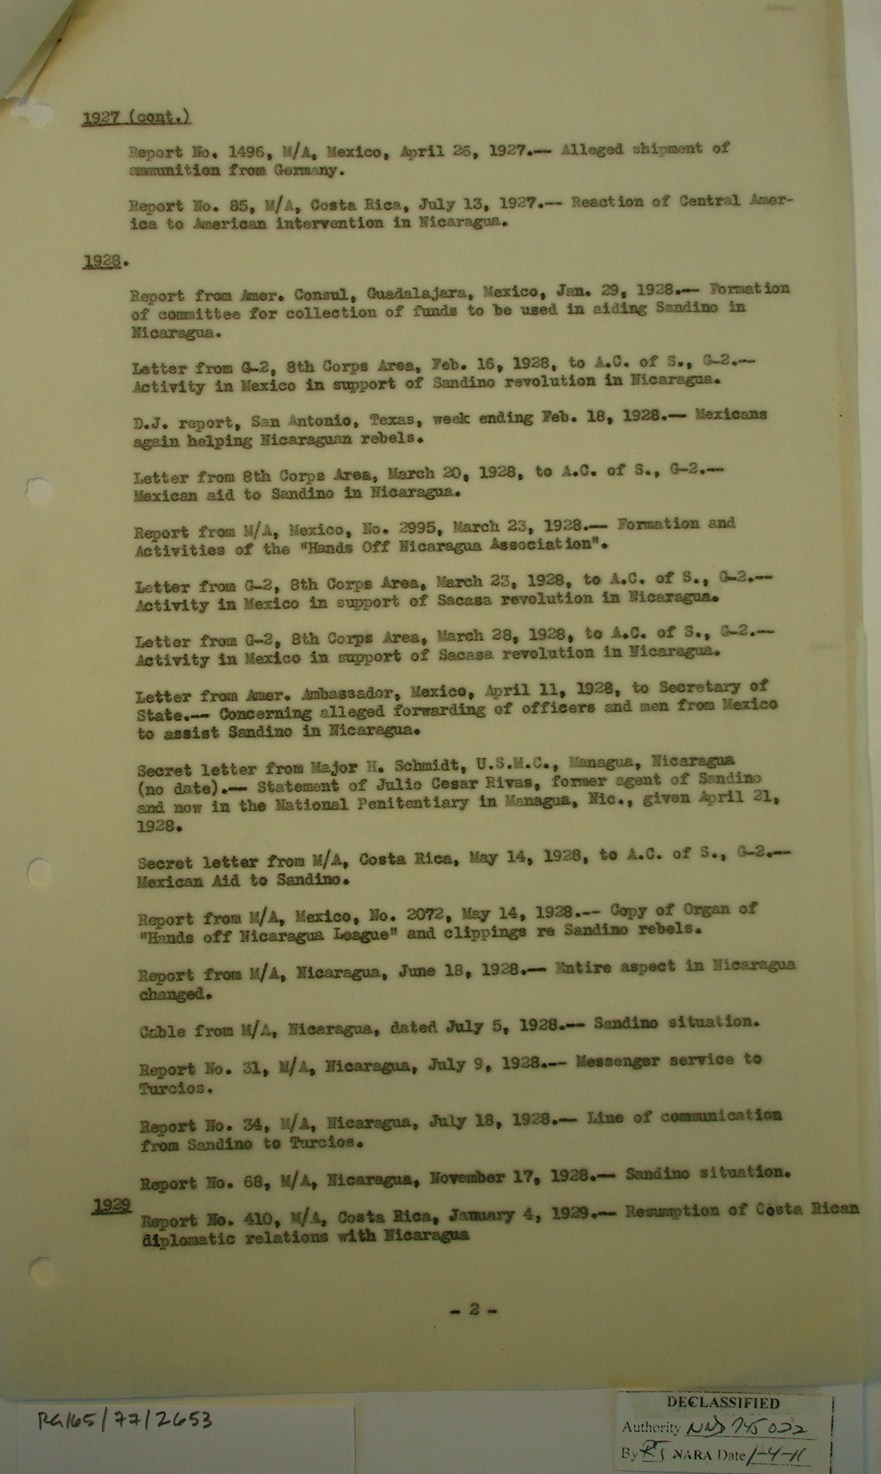 1927 (cont.)
Report No. 1496, M/A, Mexico, April 26, 1927.-- Alleged shipment of
ammunition from Germany.
Report No. 85, M/A, Costa Rica, July 13, 1927.-- Reaction of Central Amer-
ica to American intervention in Nicaragua.
1928.
Report from Amer. Consul, Guadalajara, Mexico, Jan. 29, 1928.-- Formation
of committee for collection of funds to be used in aiding Sandino in
Nicaragua.
Letter from G-2, 8th Corps Area, Feb. 16, 1928, to A.C. of S., G-2.--
Activity in Mexico in support of Sandino revolution in Nicaragua.
D.J. report, San Antonio, Texas, week ending Feb. 18, 1928.-- Mexicans
again helping Nicaraguan rebels.
Letter from 8th Corps Area, March 20, 1928, to A.C. of S., G-2.--
Mexican aid to Sandino in Nicaragua.
Report from M/A, Mexico, No. 2995, March 23, 1928.-- Formation and
Activities of the "Hands Off Nicaragua Association".
Letter from G-2, 8th Corps Area, March 23, 1928, to A.C. of S., G-2.--
Activity in Mexico in support of Sacasa revolution in Nicaragua.
Letter from G-2, 8th Corps Area, March 28, 1928, to A.C. of S., G-2.--
Activity in Mexico in support of Sacasa revolution in Nicaragua.
Letter from Amer. Ambassador, Mexico, April 11, 1928, to Secretary of
State.-- Concerning alleged forwarding of officers and men from Mexico
to assist Sandino in Nicaragua.
Secret letter from Major H. Schmidt, U.S.M.C., Managua, Nicaragua
(no date).-- Statement of Julio Cesar Rivas, former agent of Sandino
and now in the National Penitentiary in Managua, Nic., given April 21,
1928.
Secret letter from M/A, Costa Rica, May 14, 1928, to A.C. of S., G-2.--
Mexican Aid to Sandino.
Report from M/A, Mexico, No. 2072, May 14, 1928.-- Copy of Organ of
"Hands off Nicaragua League" and clippings re Sandino rebels.
Report from M/A, Nicaragua, June 18, 1928.-- Entire aspect in Nicaragua
changed.
Cable from M/A, Nicaragua, dated July 5, 1928.-- Sandino situation.
Report No. 31, M/A, Nicaragua, July 9, 1928.-- Messenger service to
Turcios.
Report No. 34, M/A, Nicaragua, July 18, 1928.-- Line of communication
from Sandino to Turcios.
Report No. 68, M/A, Nicaragua, November 17, 1928.-- Sandino situation.
1929
Report No. 410, M/A, Costa Rica, January 4, 1929.-- Resumption of Costa Rican
diplomatic relations with Nicaragua
- 2 -
RG165/77/2653
DECLASSIFIED
Authority NND 745022
By RT NARA Date 1-4-11